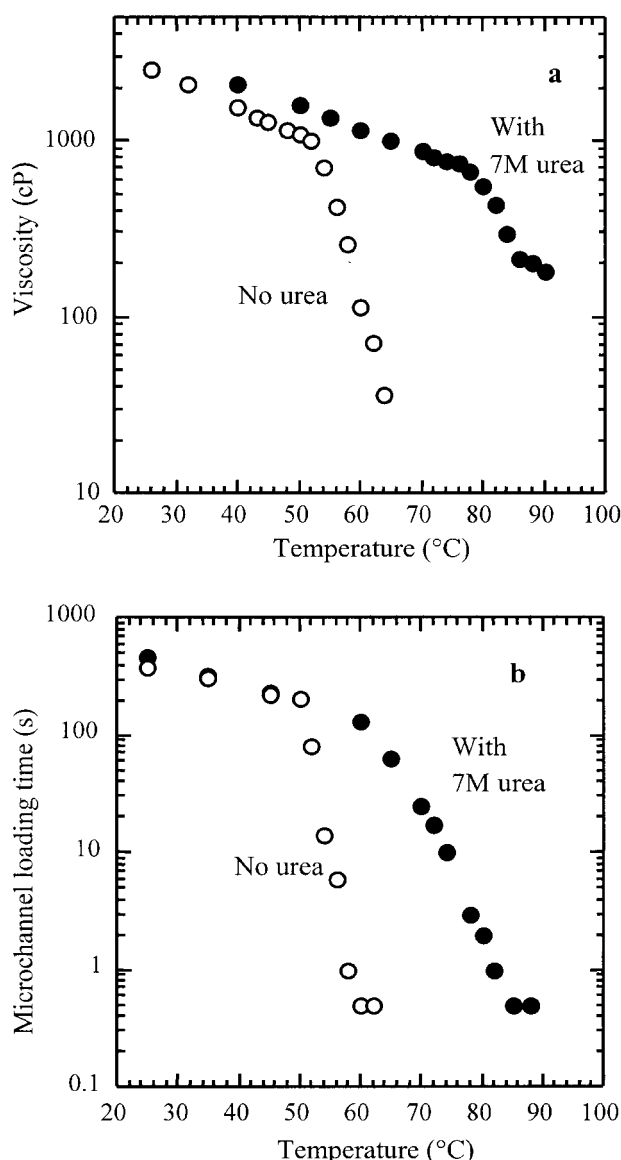 a
With
7M urea
No urea
Viscosity (cP)
1000
100
10
20 30 40 50 60 70 80 90 100
Temperature (°C)
b
With
7M urea
No urea
Microchannel loading time (s)
1000
100
10
1
0.1
20 30 40 50 60 70 80 90 100
Temperature (°C)